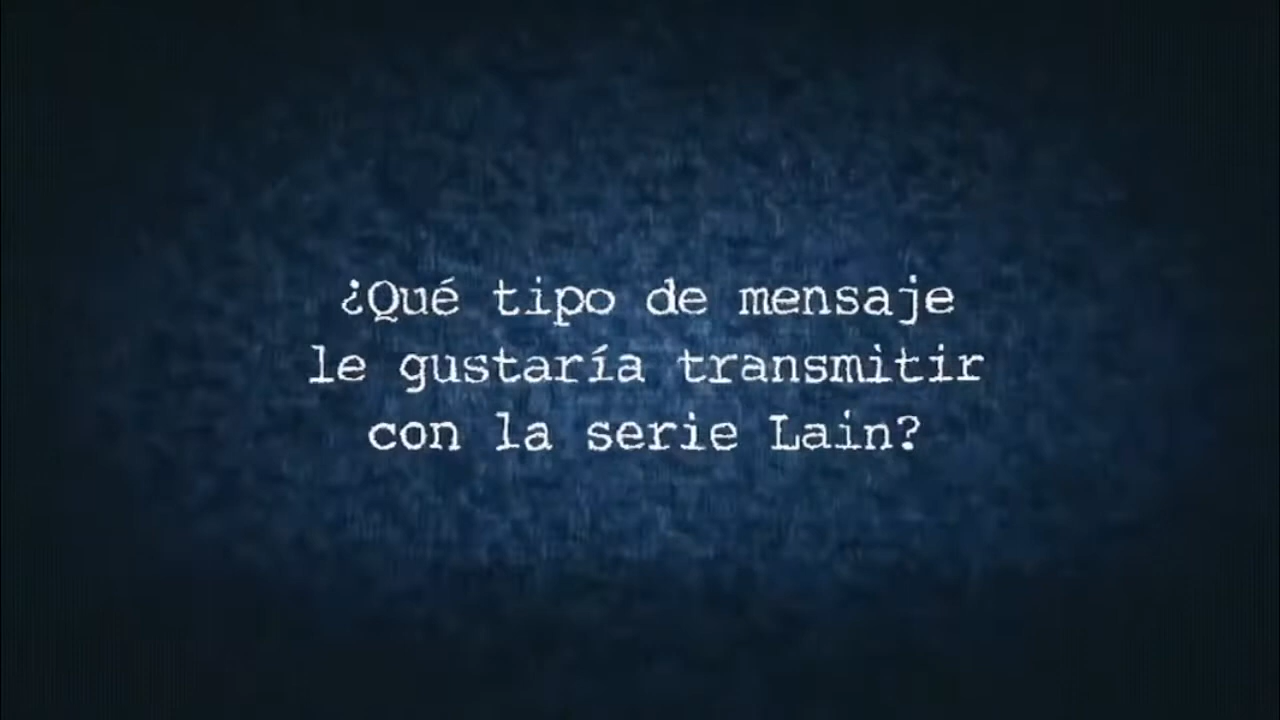 ¿Qué tipo de mensaje
le gustaría transmitir
con la serie Lain?